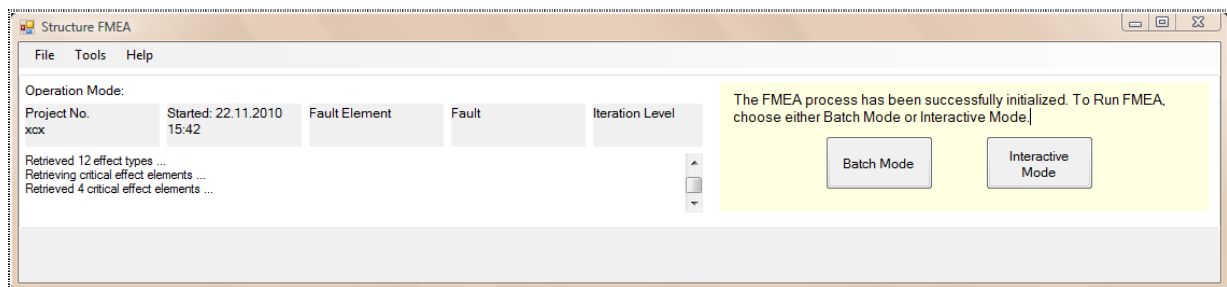 Structure FMEA
File Tools Help
Operation Mode:
Project No.
xcx
Started: 22.11.2010
15:42
Fault Element
Fault
Iteration Level
Retrieved 12 effect types ...
Retrieving critical effect elements ...
Retrieved 4 critical effect elements ...
The FMEA process has been successfully initialized. To Run FMEA,
choose either Batch Mode or Interactive Mode.
Batch Mode
Interactive
Mode